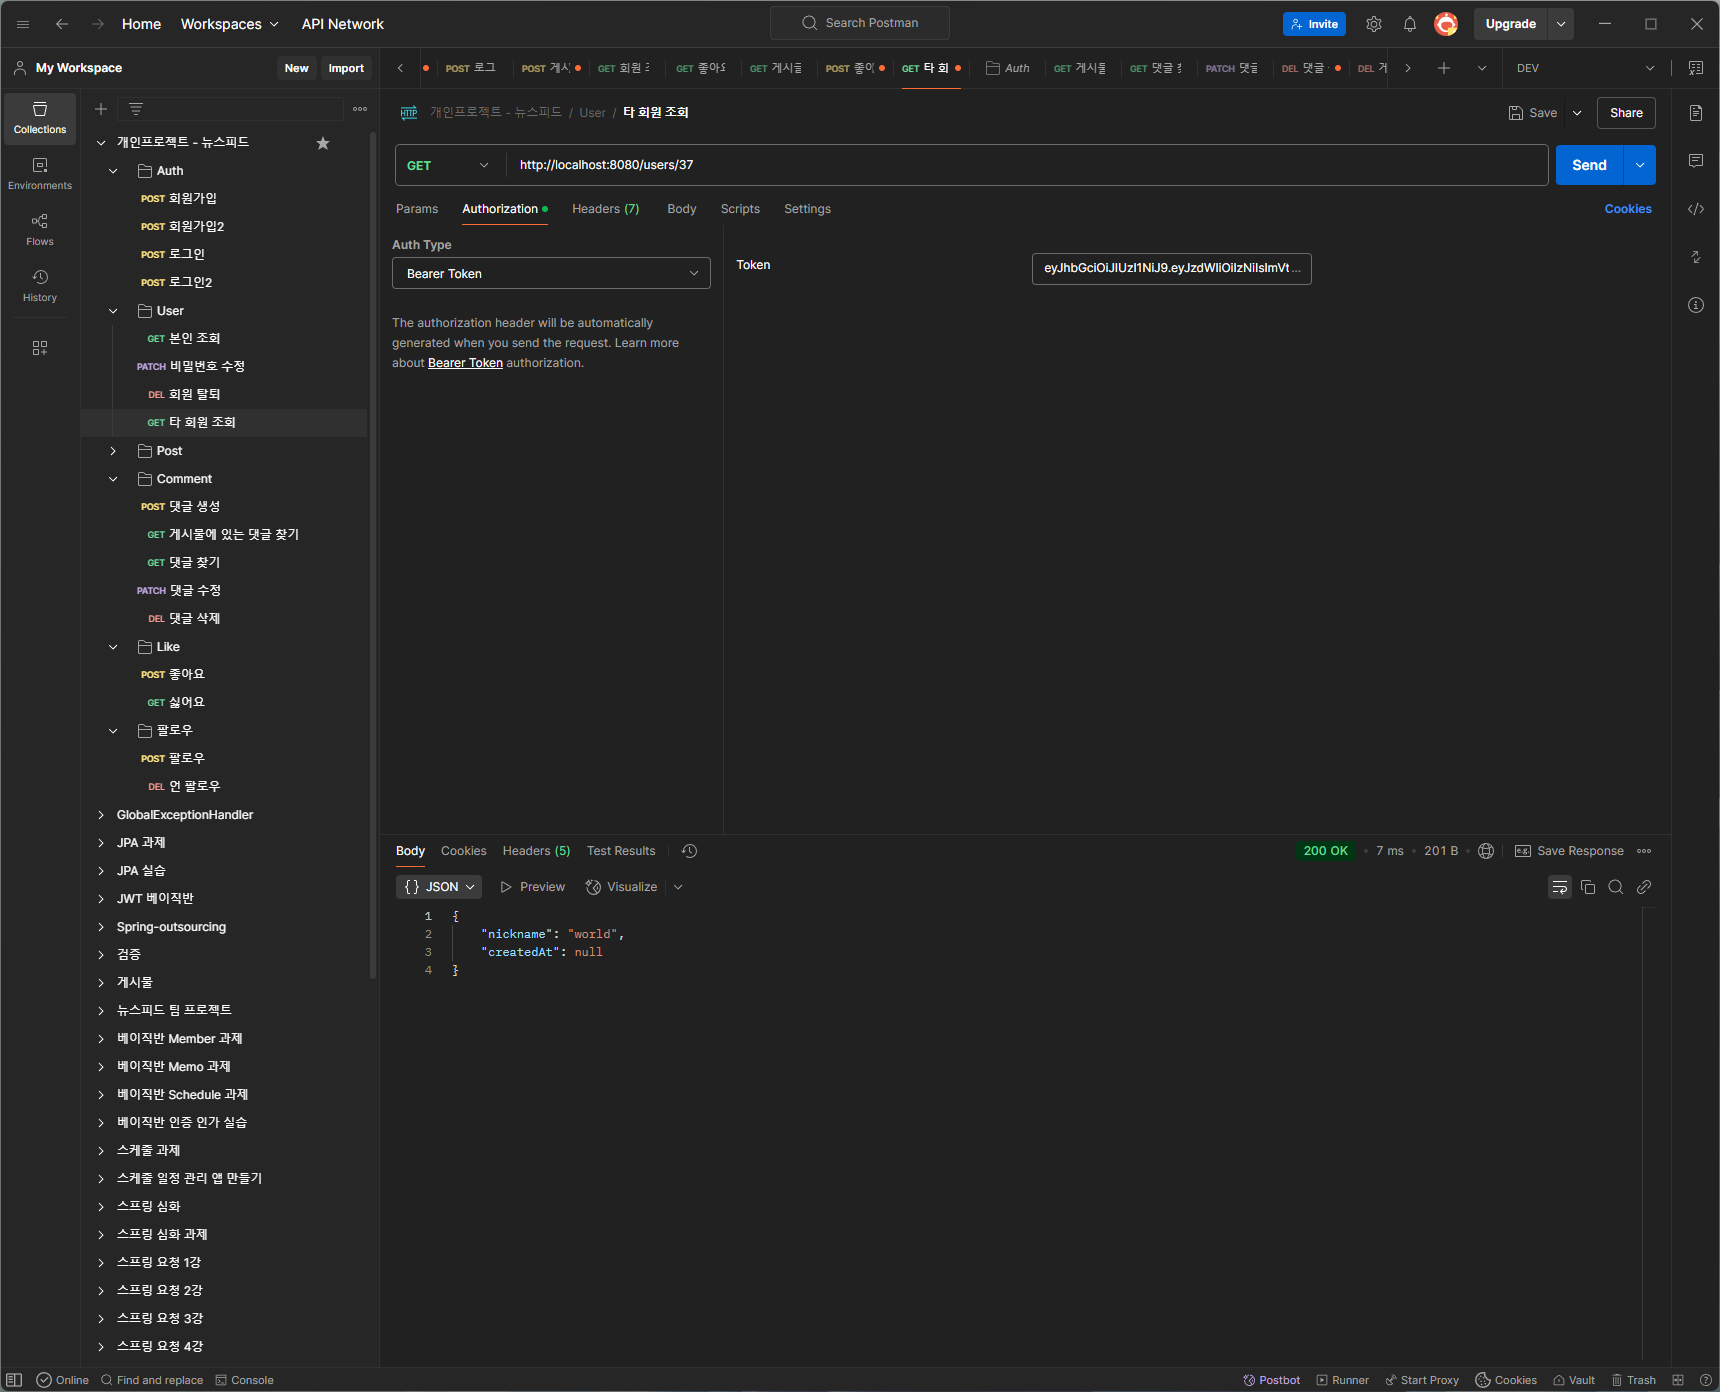 Home
Workspaces
API Network
Search Postman
Invite
Upgrade
My Workspace
New
Import
POST 로그
POST 게시
GET 회원
GET 좋아요
GET 게시글
POST 좋아
GET 타 회
Auth
GET 게시물
GET 댓글
PATCH 댓글
DEL 댓글
DEL
DEV
Collections
Environments
Flows
History
개인프로젝트 - 뉴스피드
Auth
POST 회원가입
POST 회원가입2
POST 로그인
POST 로그인2
User
GET 본인 조회
PATCH 비밀번호 수정
DEL 회원 탈퇴
GET 타 회원 조회
Post
Comment
POST 댓글 생성
GET 게시물에 있는 댓글 찾기
GET 댓글 찾기
PATCH 댓글 수정
DEL 댓글 삭제
Like
POST 좋아요
GET 싫어요
팔로우
POST 팔로우
DEL 언 팔로우
GlobalExceptionHandler
JPA 과제
JPA 실습
JWT 베이직반
Spring-outsourcing
검증
게시물
뉴스피드 팀 프로젝트
베이직반 Member 과제
베이직반 Memo 과제
베이직반 Schedule 과제
베이직반 인증 인가 실습
스케줄 과제
스케줄 일정 관리 앱 만들기
스프링 심화
스프링 심화 과제
스프링 요청 1강
스프링 요청 2강
스프링 요청 3강
스프링 요청 4강
HTTP 개인프로젝트 - 뉴스피드 / User / 타 회원 조회
Save
Share
GET
http://localhost:8080/users/37
Send
Params
Authorization
Headers (7)
Body
Scripts
Settings
Cookies
Auth Type
Bearer Token
The authorization header will be automatically
generated when you send the request. Learn more
about Bearer Token authorization.
Token
eyJhbGciOiJIUzI1NiJ9.eyJzdWIiOiIzNiIsImVt...
Body
Cookies
Headers (5)
Test Results
200 OK
7 ms
201 B
Save Response
{} JSON
Preview
Visualize
1 {
2 "nickname": "world",
3 "createdAt": null
4 }
Online
Find and replace
Console
Postbot
Runner
Start Proxy
Cookies
Vault
Trash